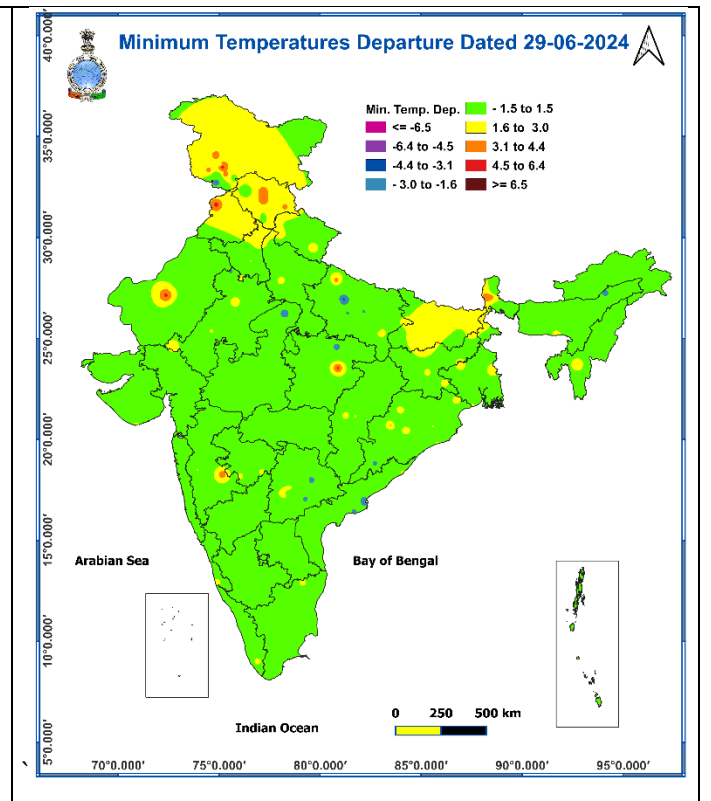 Minimum Temperatures Departure Dated 29-06-2024
Min. Temp. Dep.
- 1.5 to 1.5
<= -6.5
1.6 to 3.0
-6.4 to -4.5
3.1 to 4.4
-4.4 to -3.1
4.5 to 6.4
- 3.0 to -1.6
>= 6.5
40°0.000'
35°0.000'
30°0.000'
25°0.000'
20°0.000'
15°0.000'
10°0.000'
5°0.000'
Arabian Sea
Bay of Bengal
Indian Ocean
0 250 500 km
70°0.000' 75°0.000' 80°0.000' 85°0.000' 90°0.000' 95°0.000'